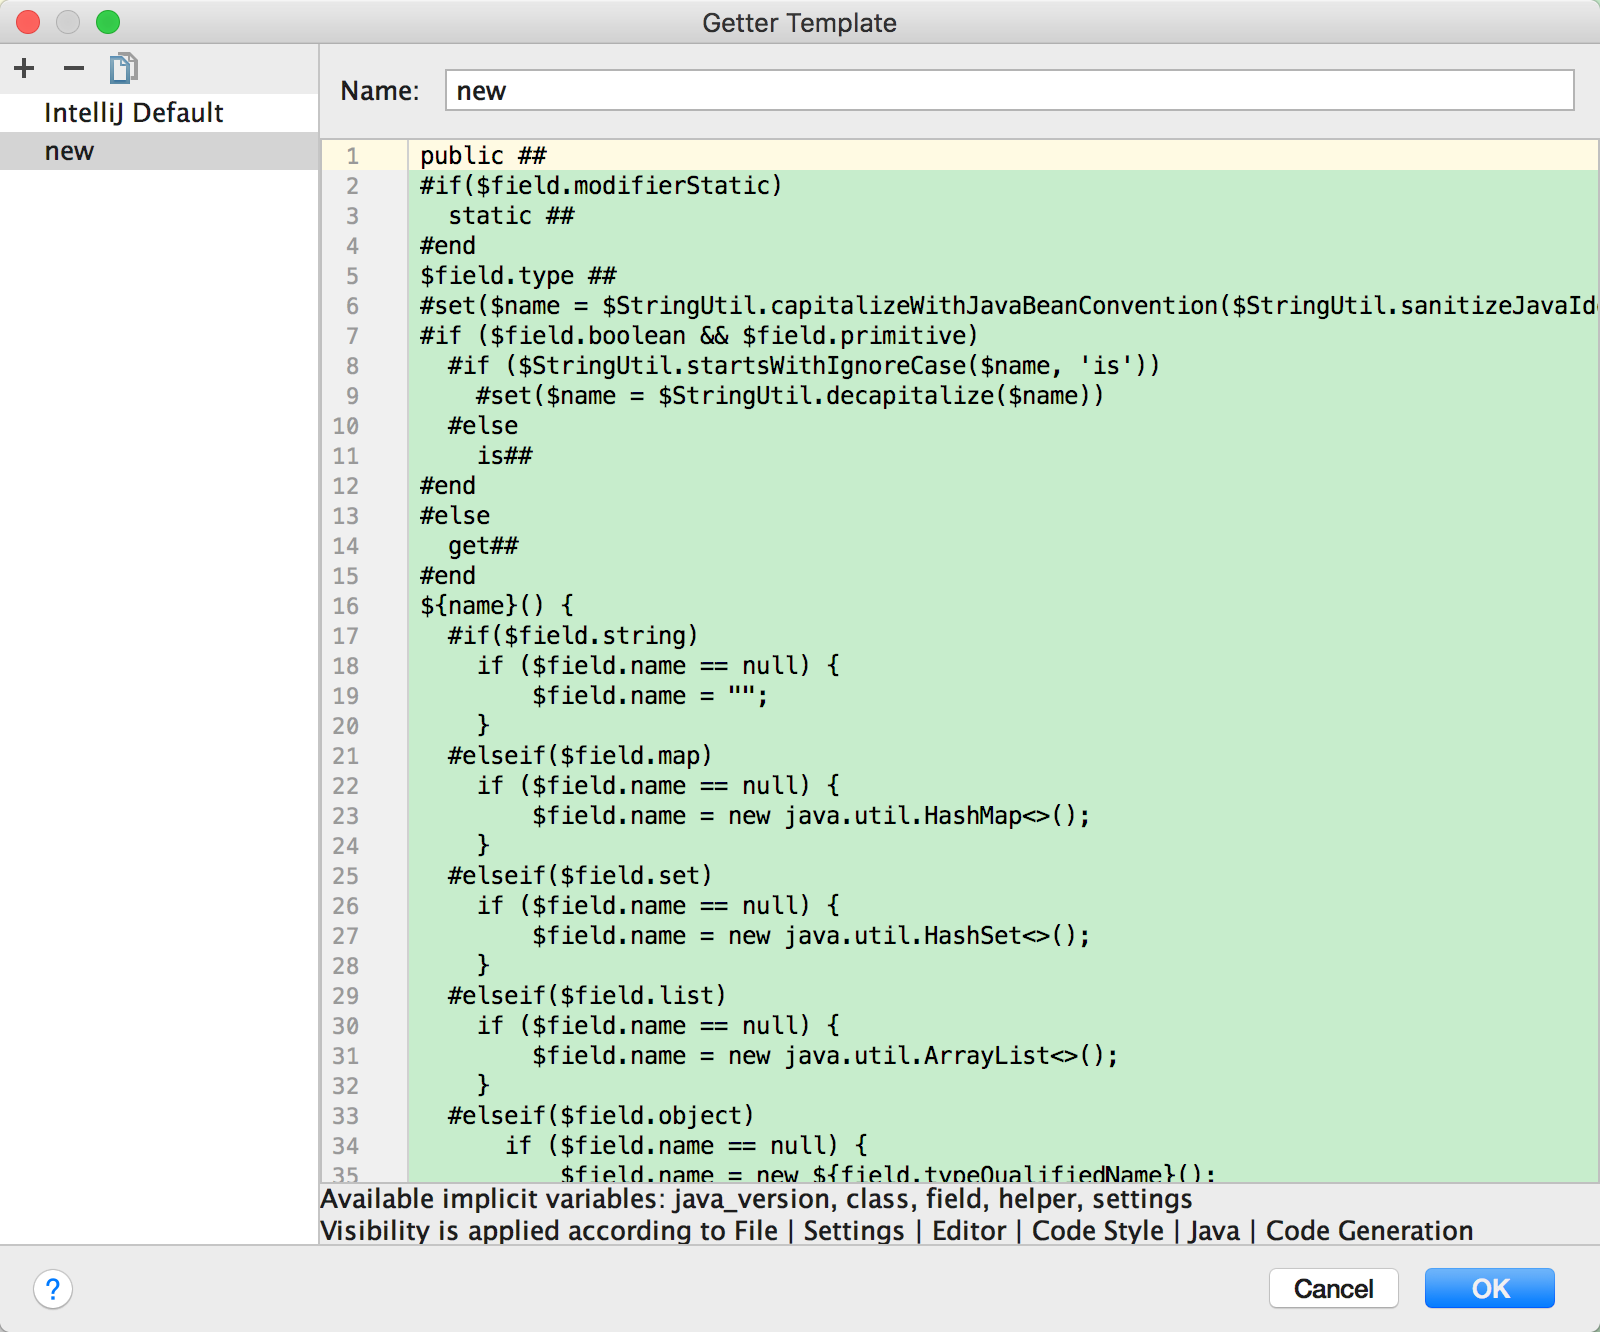 Getter Template
IntelliJ Default
new
Name: new
1 public ##
2 #if($field.modifierStatic)
3 static ##
4 #end
5 $field.type ##
6 #set($name = $StringUtil.capitalizeWithJavaBeanConvention($StringUtil.sanitizeJavaId
7 #if ($field.boolean && $field.primitive)
8 #if ($StringUtil.startsWithIgnoreCase($name, 'is'))
9 #set($name = $StringUtil.decapitalize($name))
10 #else
11 is##
12 #end
13 #else
14 get##
15 #end
16 ${name}() {
17 #if($field.string)
18 if ($field.name == null) {
19 $field.name = "";
20 }
21 #elseif($field.map)
22 if ($field.name == null) {
23 $field.name = new java.util.HashMap<>();
24 }
25 #elseif($field.set)
26 if ($field.name == null) {
27 $field.name = new java.util.HashSet<>();
28 }
29 #elseif($field.list)
30 if ($field.name == null) {
31 $field.name = new java.util.ArrayList<>();
32 }
33 #elseif($field.object)
34 if ($field.name == null) {
35 $field.name = new ${field.typeQualifiedName}();
Available implicit variables: java_version, class, field, helper, settings
Visibility is applied according to File | Settings | Editor | Code Style | Java | Code Generation
?
Cancel
OK